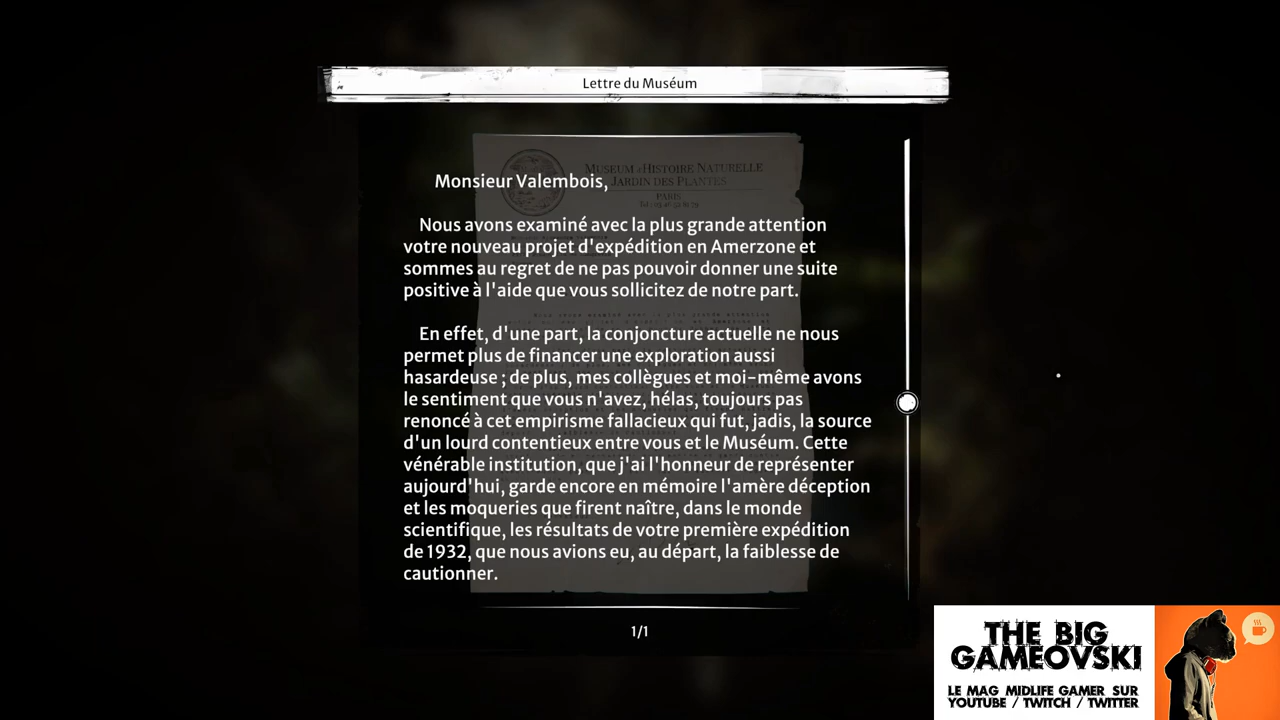 Lettre du Muséum
MUSEUM D'HISTOIRE NATURELLE
JARDIN DES PLANTES
PARIS
Monsieur Valembois,
Nous avons examiné avec la plus grande attention
votre nouveau projet d'expédition en Amerzone et
sommes au regret de ne pas pouvoir donner une suite
positive à l'aide que vous sollicitez de notre part.
En effet, d'une part, la conjoncture actuelle ne nous
permet plus de financer une exploration aussi
hasardeuse ; de plus, mes collègues et moi-même avons
le sentiment que vous n'avez, hélas, toujours pas
renoncé à cet empirisme fallacieux qui fut, jadis, la source
d'un lourd contentieux entre vous et le Muséum. Cette
vénérable institution, que j'ai l'honneur de représenter
aujourd'hui, garde encore en mémoire l'amère déception
et les moqueries que firent naître, dans le monde
scientifique, les résultats de votre première expédition
de 1932, que nous avions eu, au départ, la faiblesse de
cautionner.
1/1
THE BIG
GAMEOVSKI
LE MAG MIDLIFE GAMER SUR
YOUTUBE / TWITCH / TWITTER